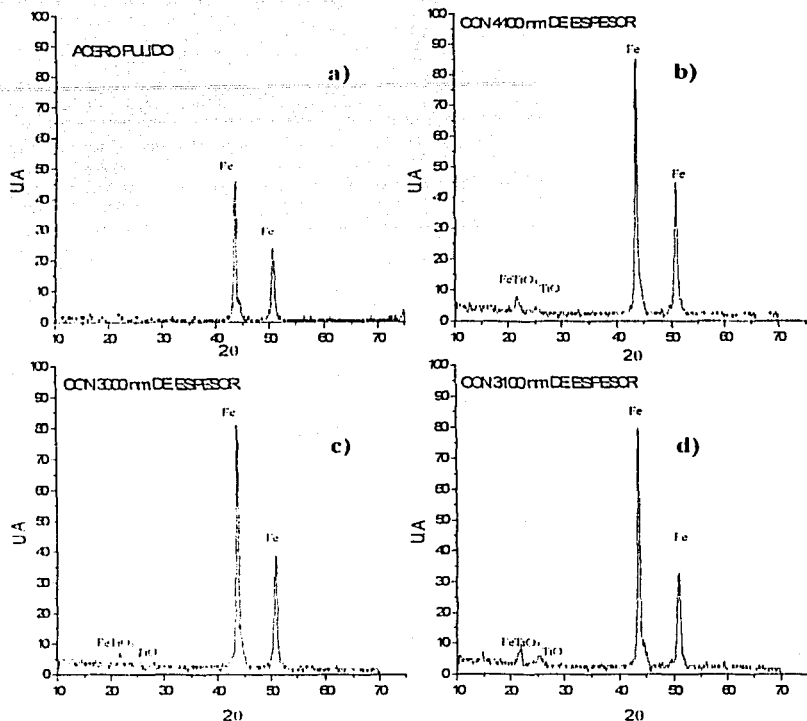 ACERO PULIDO
a)
Fe
Fe
UA
100
90
80
70
60
50
40
30
20
10
0
10 20 30 40 50 60 70
2θ
CON 4100 nm DE ESPESOR
b)
Fe
Fe
FeTiO₃
TiO
UA
100
90
80
70
60
50
40
30
20
10
0
10 20 30 40 50 60 70
2θ
CON 3000 nm DE ESPESOR
c)
Fe
Fe
FeTiO₃
TiO
UA
100
90
80
70
60
50
40
30
20
10
0
10 20 30 40 50 60 70
2θ
CON 3100 nm DE ESPESOR
d)
Fe
Fe
FeTiO₃
TiO
UA
100
90
80
70
60
50
40
30
20
10
0
10 20 30 40 50 60 70
2θ